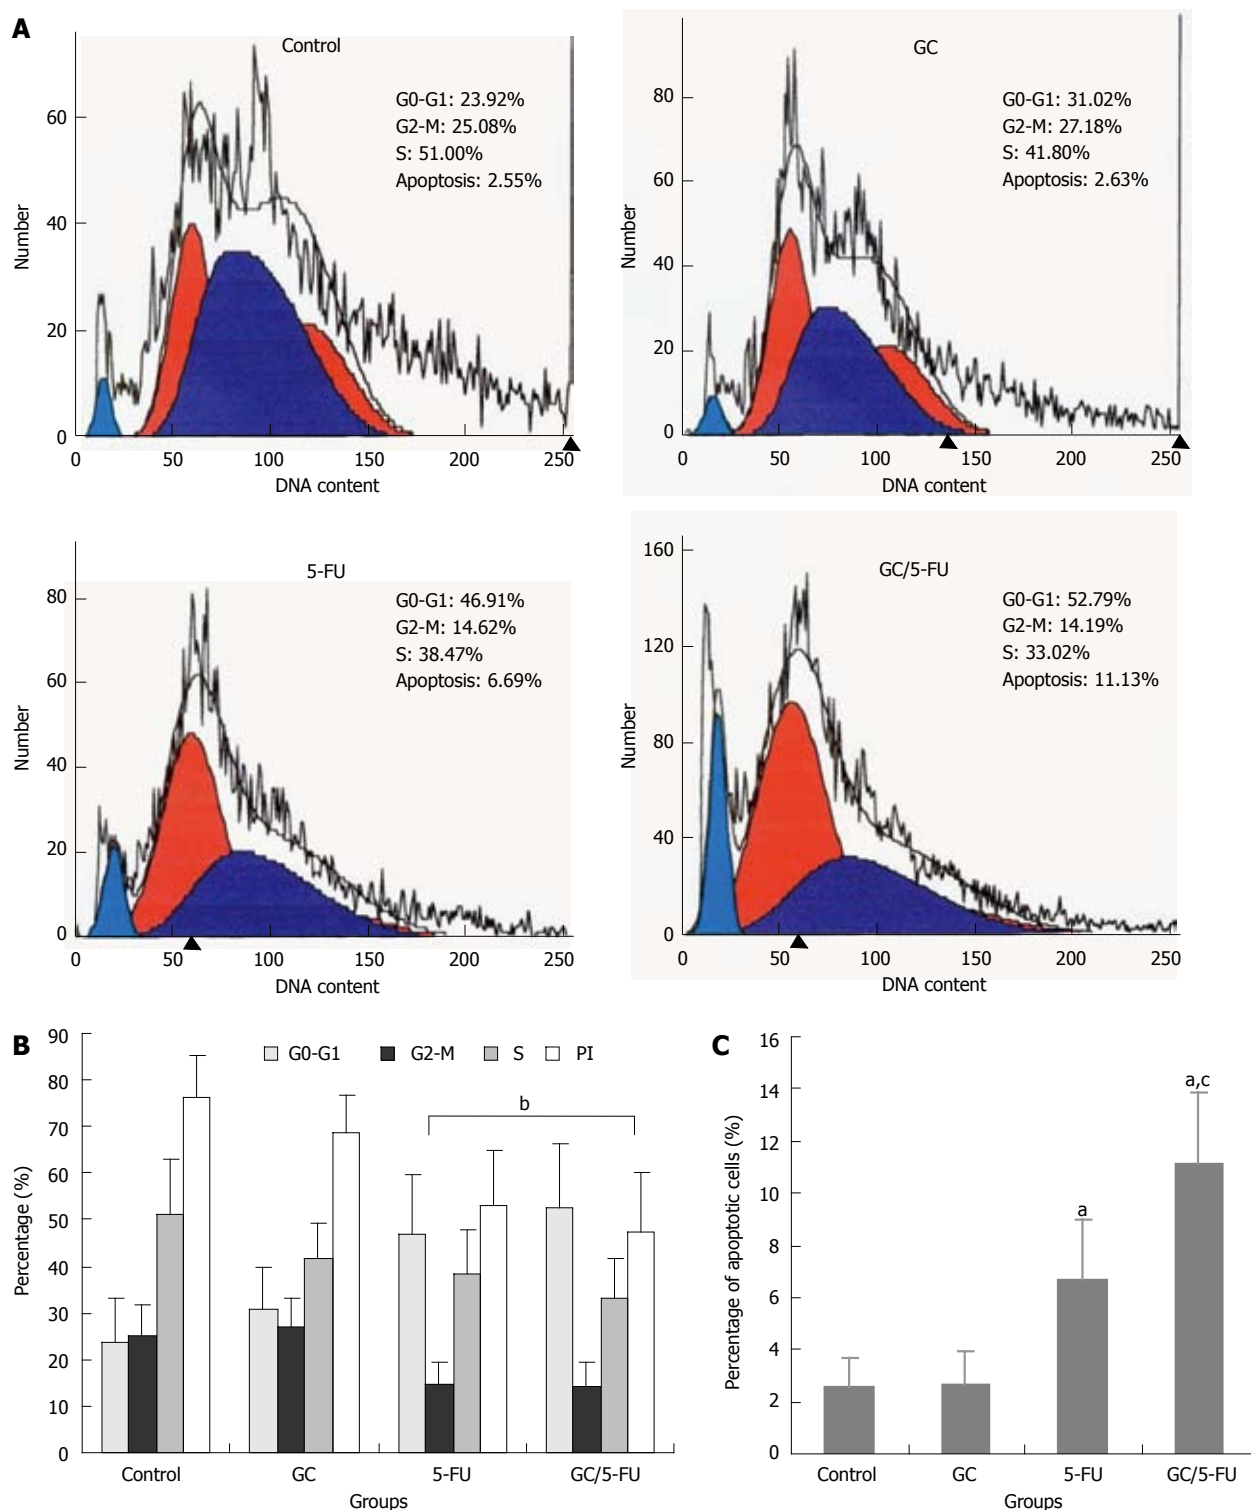 A
Control
G0-G1: 23.92%
G2-M: 25.08%
S: 51.00%
Apoptosis: 2.55%
Number
60
40
20
0
0 50 100 150 200 250
DNA content
GC
G0-G1: 31.02%
G2-M: 27.18%
S: 41.80%
Apoptosis: 2.63%
Number
80
60
40
20
0
0 50 100 150 200 250
DNA content
5-FU
G0-G1: 46.91%
G2-M: 14.62%
S: 38.47%
Apoptosis: 6.69%
Number
80
60
40
20
0
0 50 100 150 200 250
DNA content
GC/5-FU
G0-G1: 52.79%
G2-M: 14.19%
S: 33.02%
Apoptosis: 11.13%
Number
160
120
80
40
0
0 50 100 150 200 250
DNA content
B
G0-G1 G2-M S PI
b
Percentage (%)
90
80
70
60
50
40
30
20
10
0
Control GC 5-FU GC/5-FU
Groups
C
a
a,c
Percentage of apoptotic cells (%)
16
14
12
10
8
6
4
2
0
Control GC 5-FU GC/5-FU
Groups